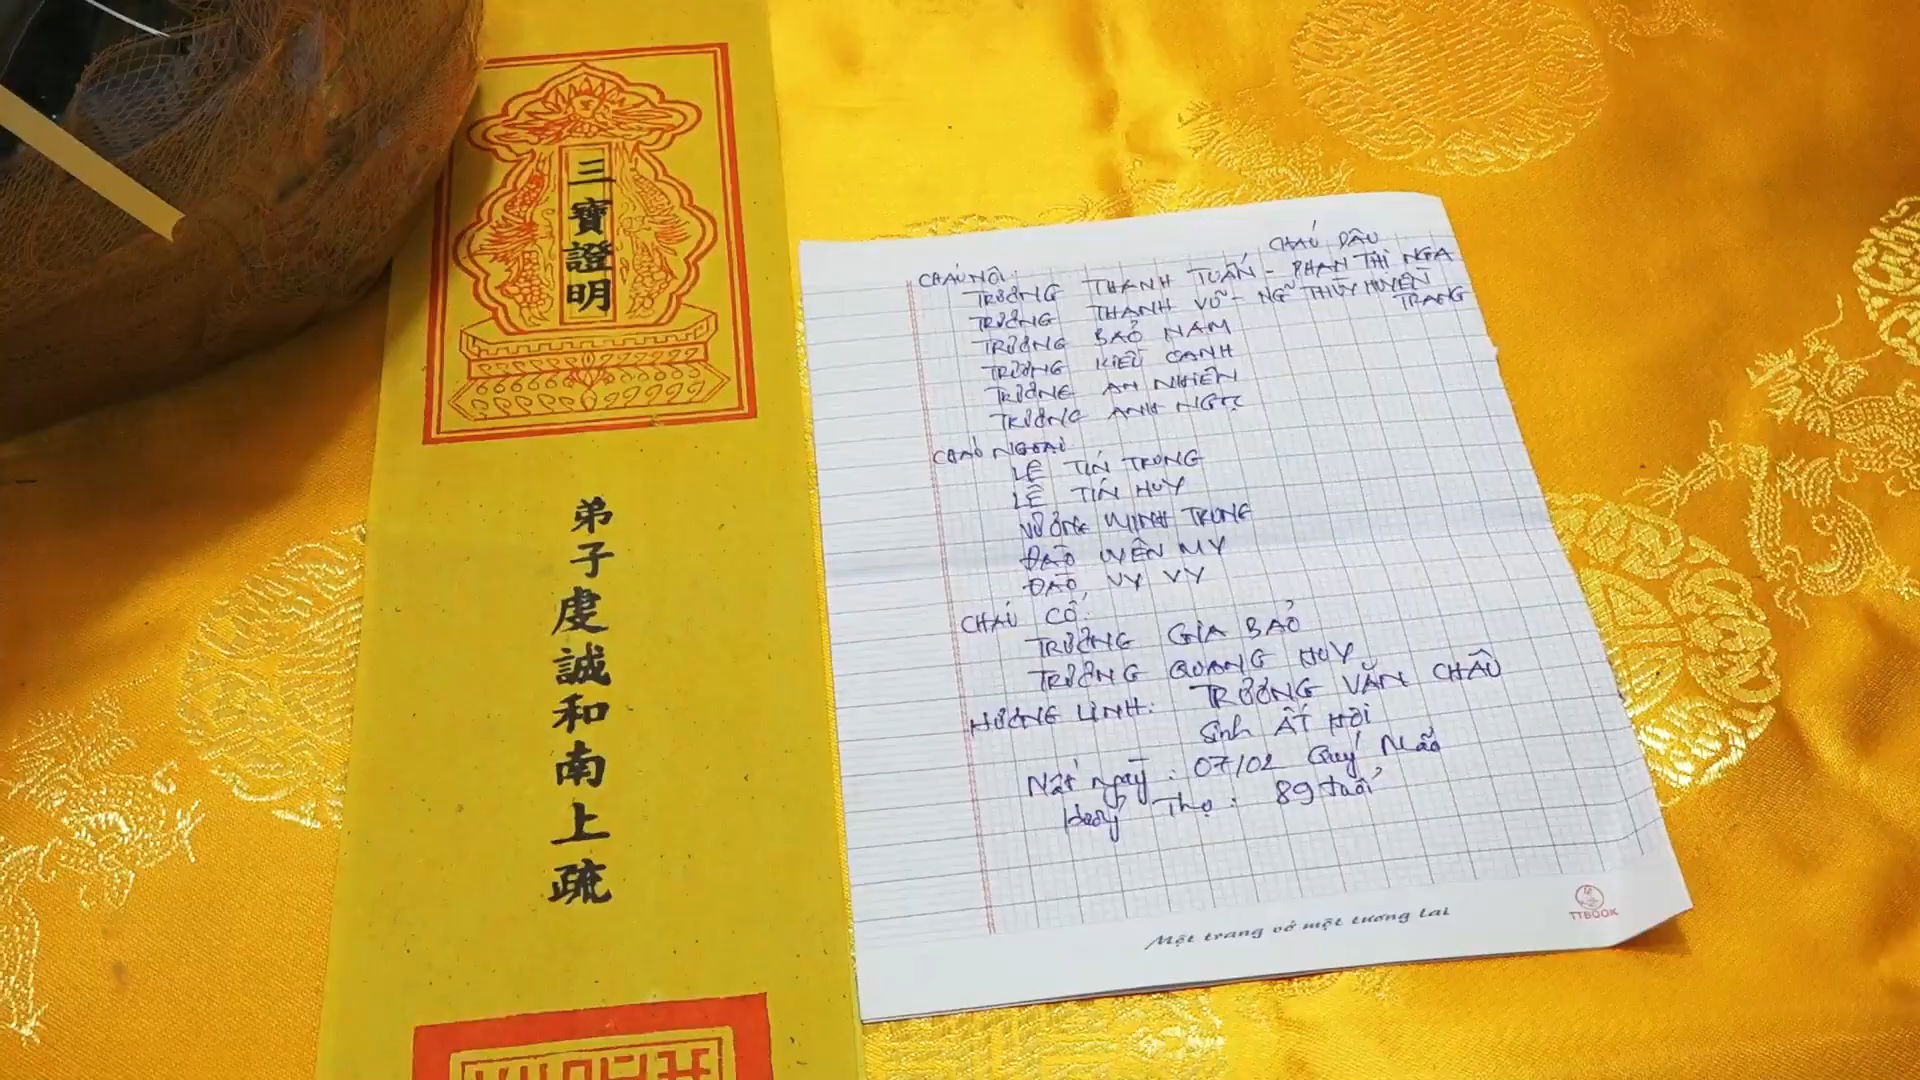 三寶證明
弟子虔誠和南上疏
CHÁU DÂU
CHÁU NỘI:
TRƯƠNG THANH TUẤN - PHAN THỊ NGA
TRƯƠNG THANH VŨ - NGÔ THÙY HUYỀN TRANG
TRƯƠNG BẢO NAM
TRƯƠNG KIỀU OANH
TRƯƠNG AN NHIÊN
TRƯƠNG ANH NGỌC
CHÁU NGOẠI
LÊ TÍN TRUNG
LÊ TÍN HUY
VƯƠNG MINH TRUNG
ĐÀO UYÊN MY
ĐÀO VY VY
CHÁU CỐ:
TRƯƠNG GIA BẢO
TRƯƠNG QUANG HUY
HƯƠNG LINH: TRƯƠNG VĂN CHÂU
Sinh ẤT HỢI
Mất ngày: 07/02 Quý Mão
Hưởng Thọ: 89 tuổi
Một trang vở một tương lai
TTBOOK